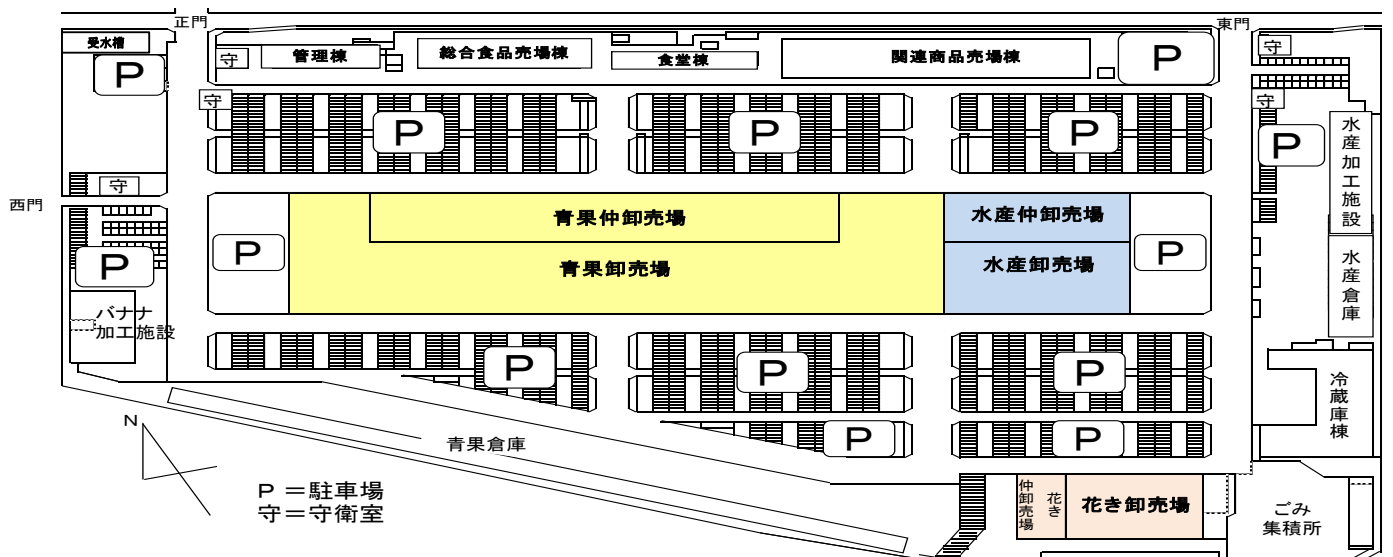 正門
東門
受水槽
P
守
管理棟
総合食品売場棟
食堂棟
関連商品売場棟
P
守
守
守
P
P
P
P
水産加工施設
守
西門
P
青果仲卸売場
水産仲卸売場
P
青果卸売場
水産卸売場
P
水産倉庫
バナナ
加工施設
P
P
P
冷蔵庫棟
N
青果倉庫
P
P
P =駐車場
守=守衛室
花き
仲卸売場
花き卸売場
ごみ
集積所